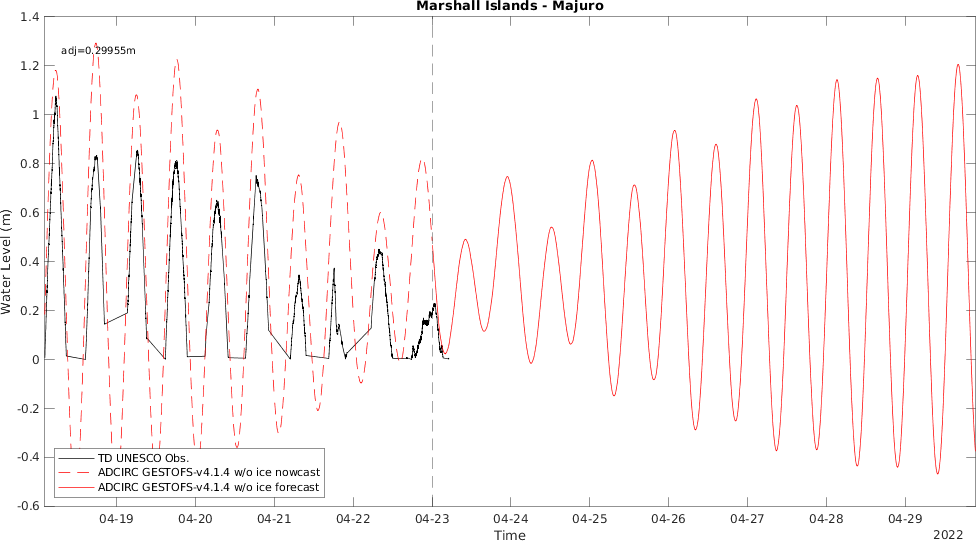 Marshall Islands - Majuro
adj=0.29955m
1.4
1.2
1
0.8
0.6
0.4
0.2
0
-0.2
-0.4
-0.6
Water Level (m)
TD UNESCO Obs.
ADCIRC GESTOFS-v4.1.4 w/o ice nowcast
ADCIRC GESTOFS-v4.1.4 w/o ice forecast
04-19 04-20 04-21 04-22 04-23 04-24 04-25 04-26 04-27 04-28 04-29
Time
2022